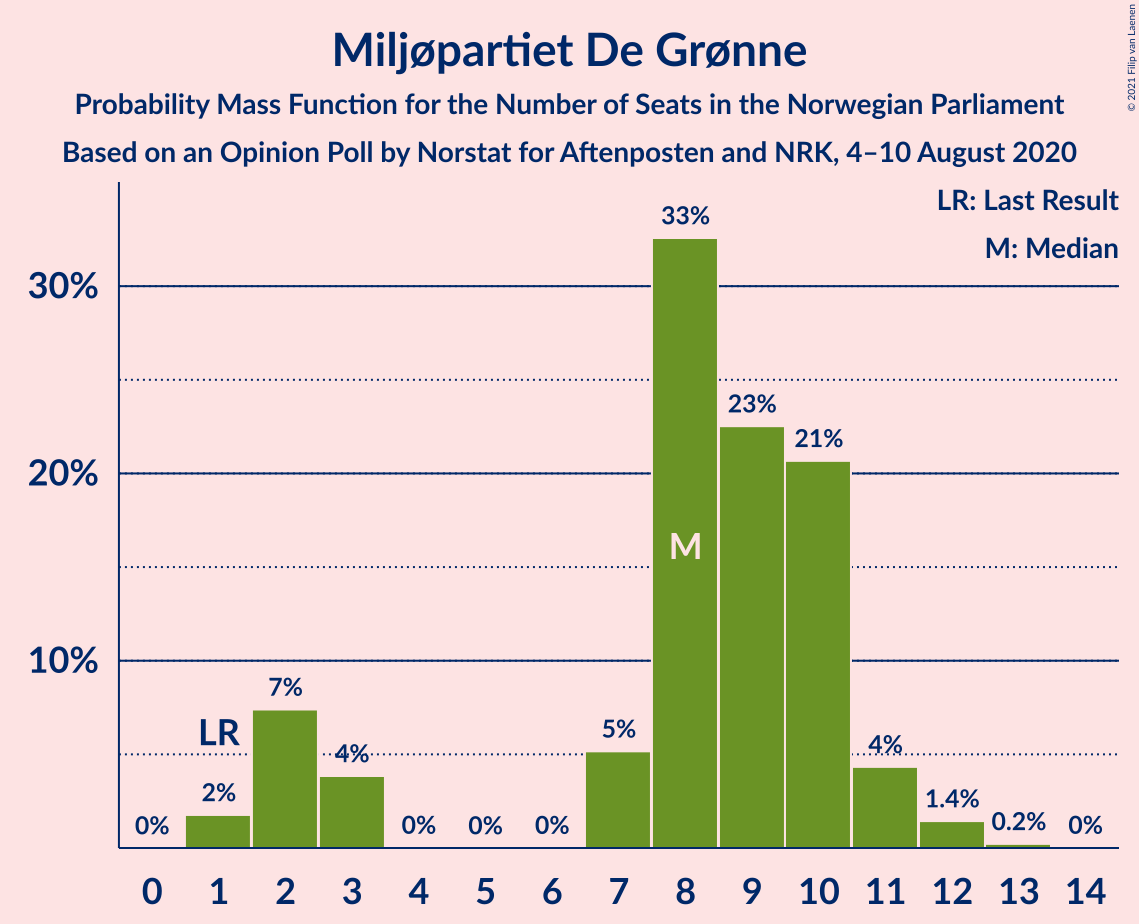 Miljøpartiet De Grønne
Probability Mass Function for the Number of Seats in the Norwegian Parliament
Based on an Opinion Poll by Norstat for Aftenposten and NRK, 4–10 August 2020
© 2021 Filip van Laenen
LR: Last Result
M: Median
33%
30%
23%
21%
20%
M
10%
7%
LR
5%
4%
4%
2%
1.4%
0%
0%
0%
0%
0.2%
0%
0 1 2 3 4 5 6 7 8 9 10 11 12 13 14